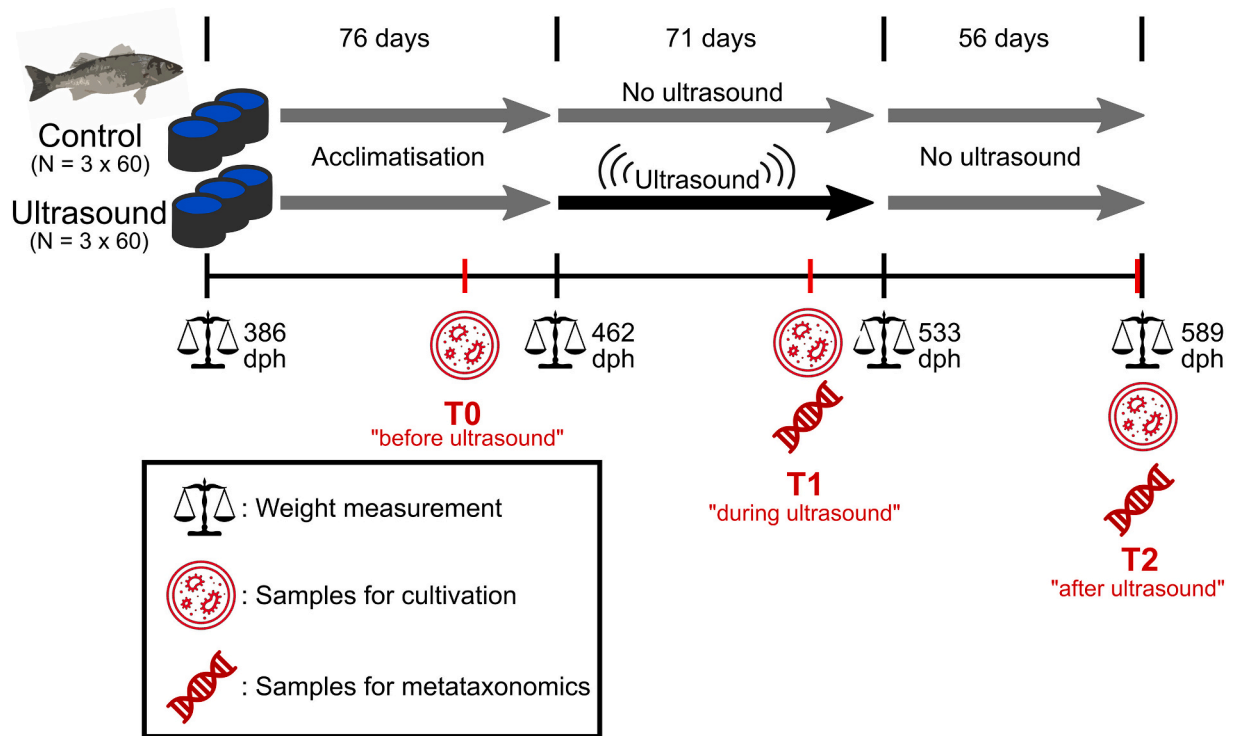 76 days
71 days
56 days
Control
(N = 3 x 60)
No ultrasound
Acclimatisation
Ultrasound
No ultrasound
Ultrasound
(N = 3 x 60)
386
dph
462
dph
533
dph
589
dph
T0
"before ultrasound"
T1
"during ultrasound"
T2
"after ultrasound"
: Weight measurement
: Samples for cultivation
: Samples for metataxonomics